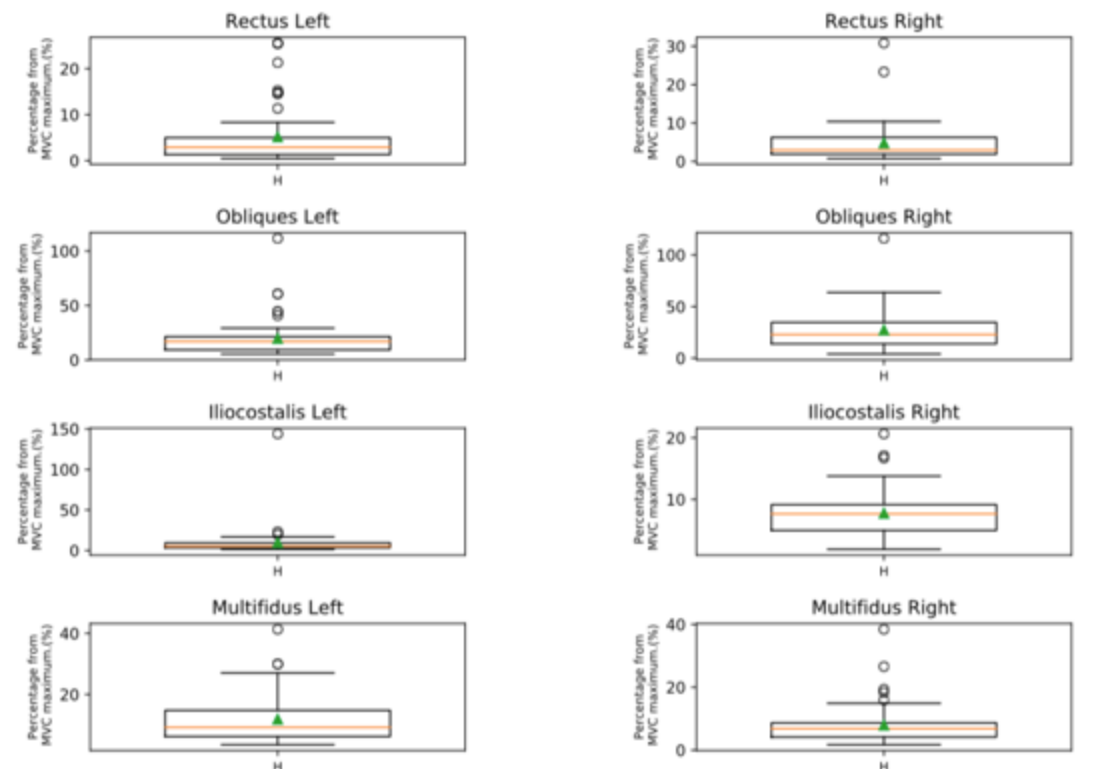 Rectus Left
Percentage from
MVC maximum.(%)
20
10
0
H
Rectus Right
Percentage from
MVC maximum.(%)
30
20
10
0
H
Obliques Left
Percentage from
MVC maximum.(%)
100
50
0
H
Obliques Right
Percentage from
MVC maximum.(%)
100
50
0
H
Iliocostalis Left
Percentage from
MVC maximum.(%)
150
100
50
0
H
Iliocostalis Right
Percentage from
MVC maximum.(%)
20
10
H
Multifidus Left
Percentage from
MVC maximum.(%)
40
20
H
Multifidus Right
Percentage from
MVC maximum.(%)
40
20
0
H